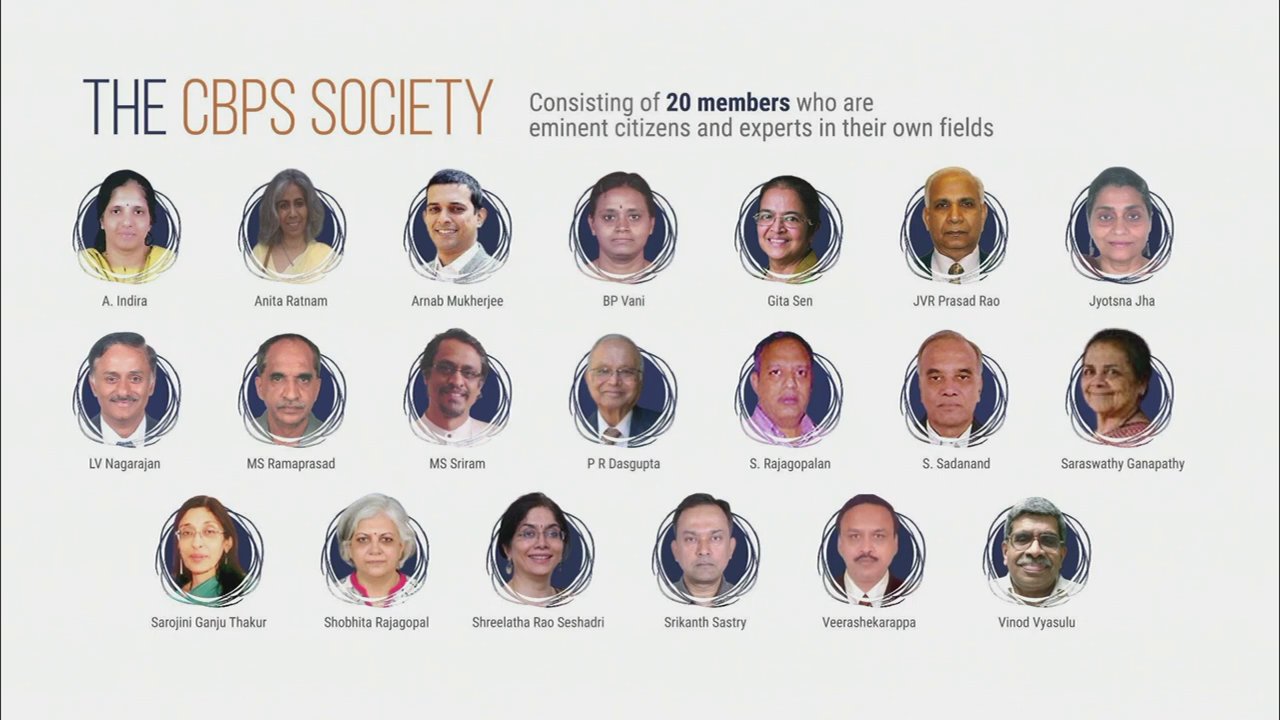 THE CBPS SOCIETY
Consisting of 20 members who are
eminent citizens and experts in their own fields
A. Indira
Anita Ratnam
Arnab Mukherjee
BP Vani
Gita Sen
JVR Prasad Rao
Jyotsna Jha
LV Nagarajan
MS Ramaprasad
MS Sriram
P R Dasgupta
S. Rajagopalan
S. Sadanand
Saraswathy Ganapathy
Sarojini Ganju Thakur
Shobhita Rajagopal
Shreelatha Rao Seshadri
Srikanth Sastry
Veerashekarappa
Vinod Vyasulu